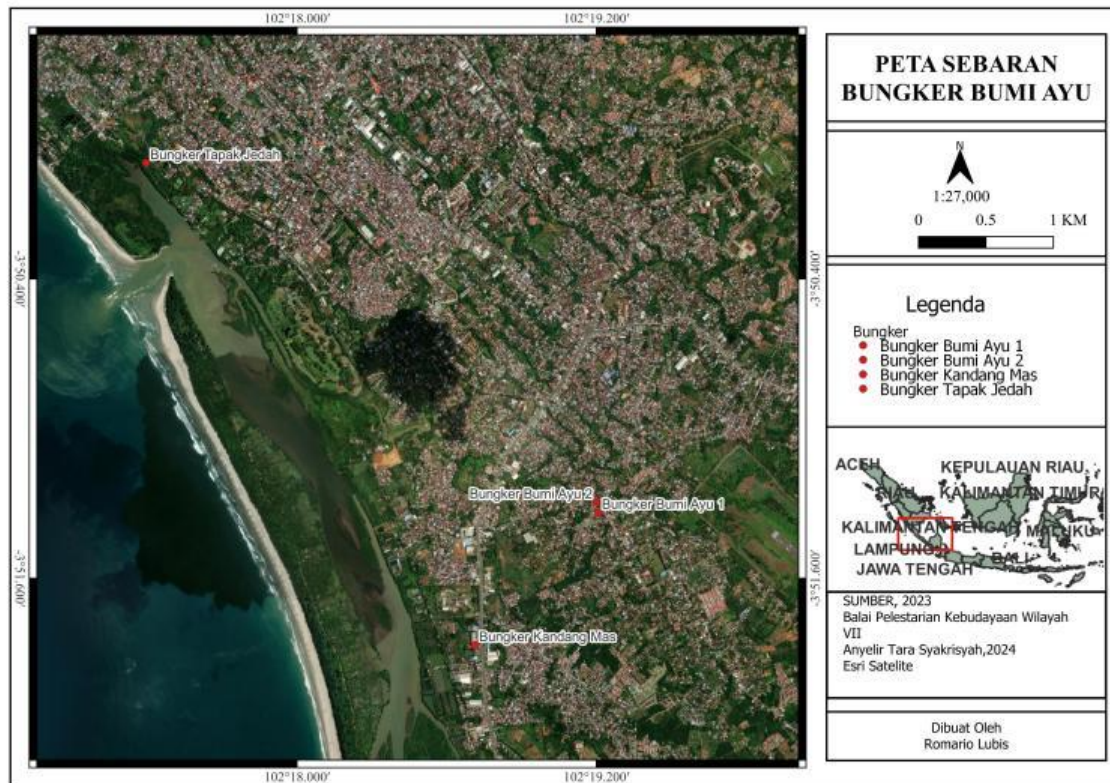 102°18.000′
102°19.200′
-3°50.400′
-3°50.400′
-3°51.600′
-3°51.600′
102°18.000′
102°19.200′
Bungker Tapak Jedah
Bungker Bumi Ayu 2
Bungker Bumi Ayu 1
Bungker Kandang Mas
PETA SEBARAN
BUNGKER BUMI AYU
N
1:27,000
0 0.5 1 KM
Legenda
Bungker
Bungker Bumi Ayu 1
Bungker Bumi Ayu 2
Bungker Kandang Mas
Bungker Tapak Jedah
ACEH
KEPULAUAN RIAU
RIAU
KALIMANTAN TIMUR
KALIMANTAN TENGAH
MALUKU
LAMPUNG
BALI
JAWA TENGAH
SUMBER, 2023
Balai Pelestarian Kebudayaan Wilayah
VII
Anyelir Tara Syakrisyah,2024
Esri Satelite
Dibuat Oleh
Romario Lubis